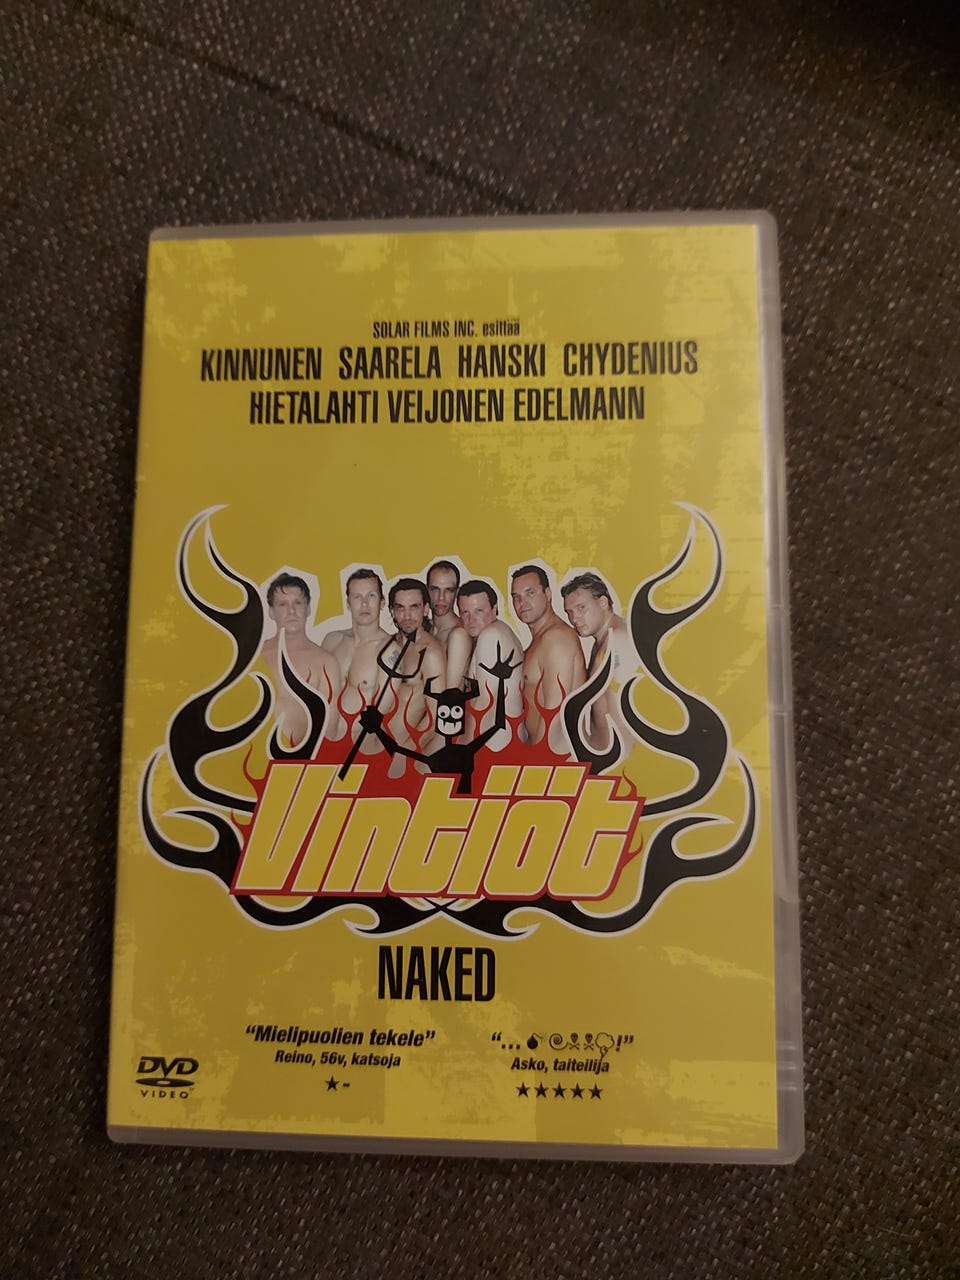 SOLAR FILMS INC. esittää
KINNUNEN SAARELA HANSKI CHYDENIUS
HIETALAHTI VEIJONEN EDELMANN
Vintiöt
NAKED
“Mielipuolien tekele”
Reino, 56v, katsoja
★-
“...💣@☠☠!”
Asko, taiteilija
★★★★★
DVD
VIDEO